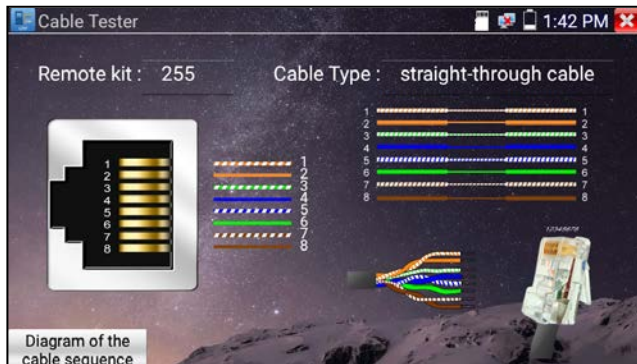 Cable Tester
1:42 PM
Remote kit : 255
Cable Type : straight-through cable
1 1
2 2
3 3
4 4
5 5
6 6
7 7
8 8
1 1
2 2
3 3
4 4
5 5
6 6
7 7
8 8
12345678
Diagram of the
cable sequence